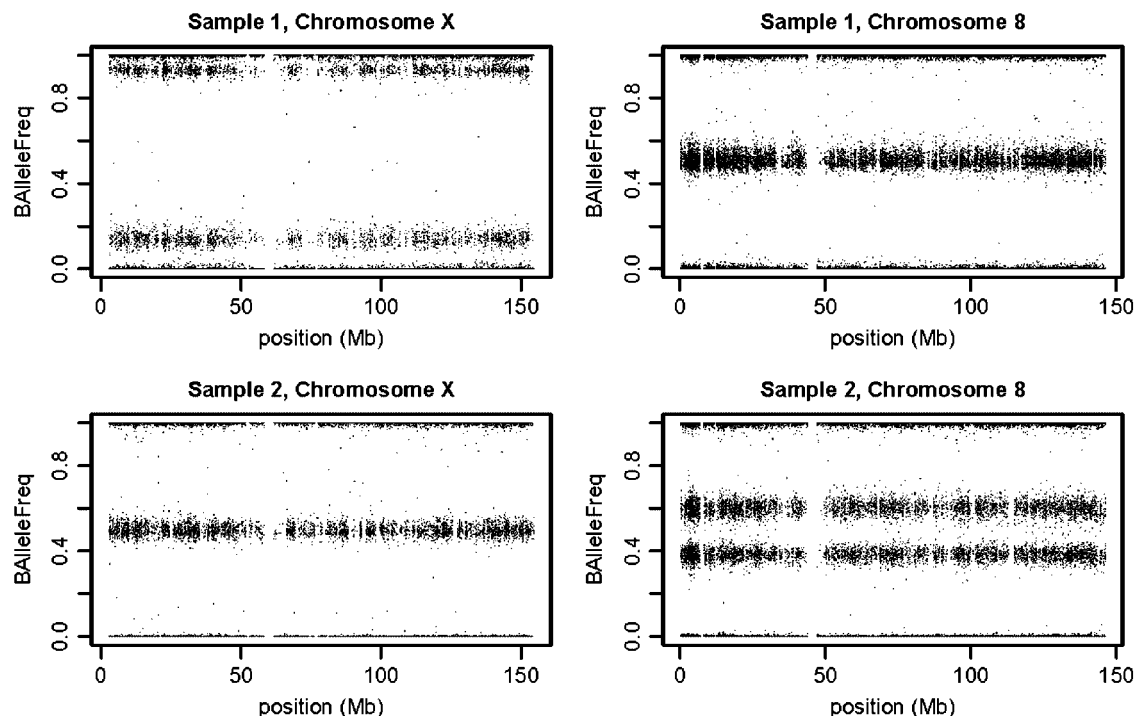 Sample 1, Chromosome X
BAlleleFreq
0.0 0.4 0.8
0 50 100 150
position (Mb)
Sample 1, Chromosome 8
BAlleleFreq
0.0 0.4 0.8
0 50 100 150
position (Mb)
Sample 2, Chromosome X
BAlleleFreq
0.0 0.4 0.8
0 50 100 150
position (Mb)
Sample 2, Chromosome 8
BAlleleFreq
0.0 0.4 0.8
0 50 100 150
position (Mb)